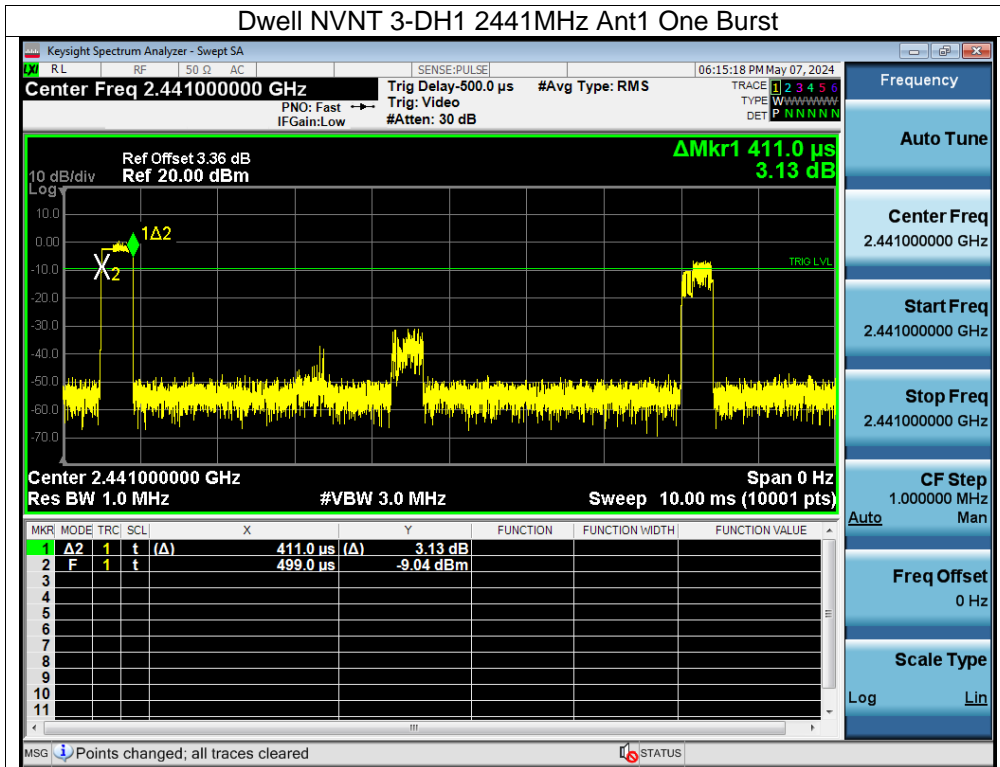 Dwell NVNT 3-DH1 2441MHz Ant1 One Burst
Keysight Spectrum Analyzer - Swept SA
LXI RL RF 50 Ω AC SENSE:PULSE 06:15:18 PM May 07, 2024
Center Freq 2.441000000 GHz
PNO: Fast
IFGain:Low
Trig Delay-500.0 µs
Trig: Video
#Atten: 30 dB
#Avg Type: RMS
TRACE 1 2 3 4 5 6
TYPE WWWWWW
DET P N N N N N
ΔMkr1 411.0 µs
3.13 dB
Ref Offset 3.36 dB
10 dB/div Ref 20.00 dBm
Log
10.0
0.00
-10.0
-20.0
-30.0
-40.0
-50.0
-60.0
-70.0
1Δ2
2
TRIG LVL
Center 2.441000000 GHz Span 0 Hz
Res BW 1.0 MHz #VBW 3.0 MHz Sweep 10.00 ms (10001 pts)
MKR MODE TRC SCL X Y FUNCTION FUNCTION WIDTH FUNCTION VALUE
1 Δ2 1 t (Δ) 411.0 µs (Δ) 3.13 dB
2 F 1 t 499.0 µs -9.04 dBm
3
4
5
6
7
8
9
10
11
MSG Points changed; all traces cleared STATUS
Frequency
Auto Tune
Center Freq
2.441000000 GHz
Start Freq
2.441000000 GHz
Stop Freq
2.441000000 GHz
CF Step
1.000000 MHz
Auto Man
Freq Offset
0 Hz
Scale Type
Log Lin